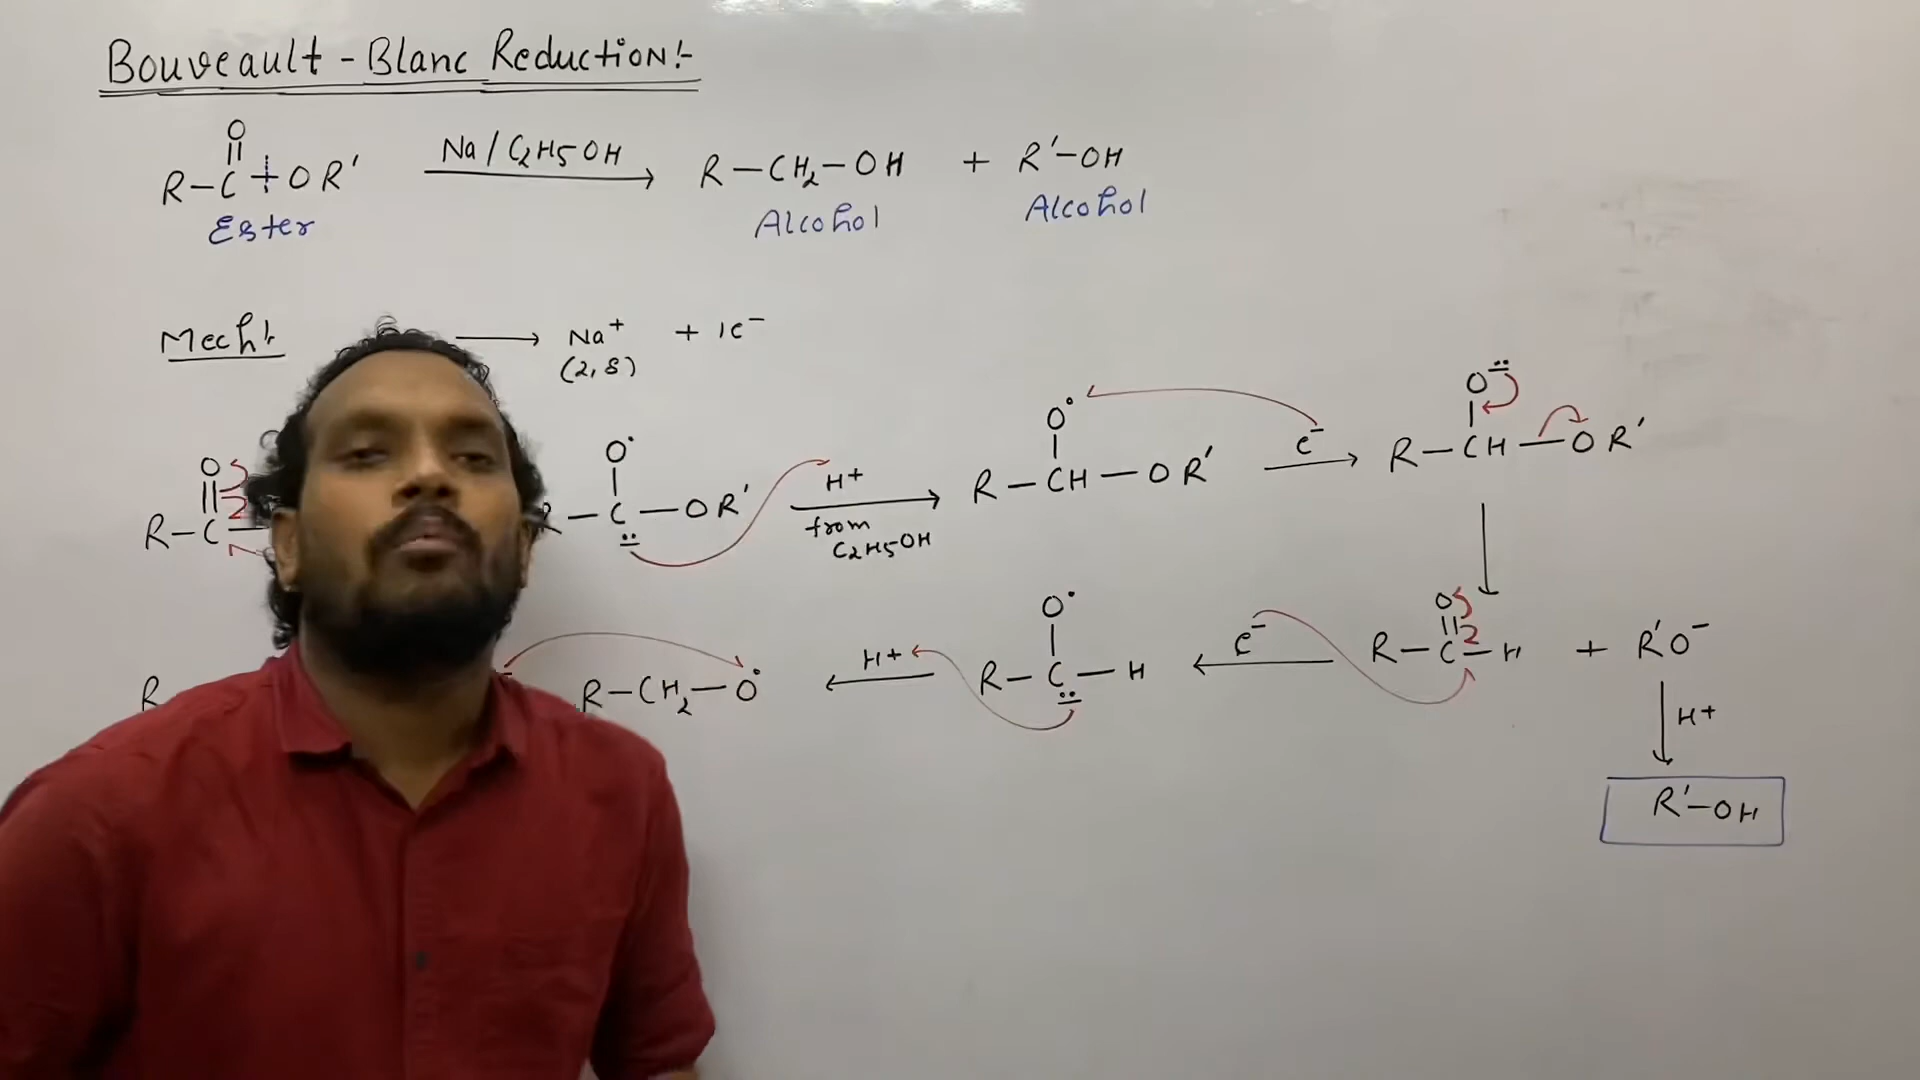 Bouveault - Blanc Reduction:-
O
R-C-OR' Na/C2H5OH R-CH2-OH + R'-OH
Ester Alcohol Alcohol
Mech:- Na+ + 1e-
(2,8)
O O• O• O-
R-C C-OR' H+ R-CH-OR' e- R-CH-OR'
from
C2H5OH
O• O
R R-CH2-O• H+ R-C-H e- R-C-H + R'O-
H+
R'-OH